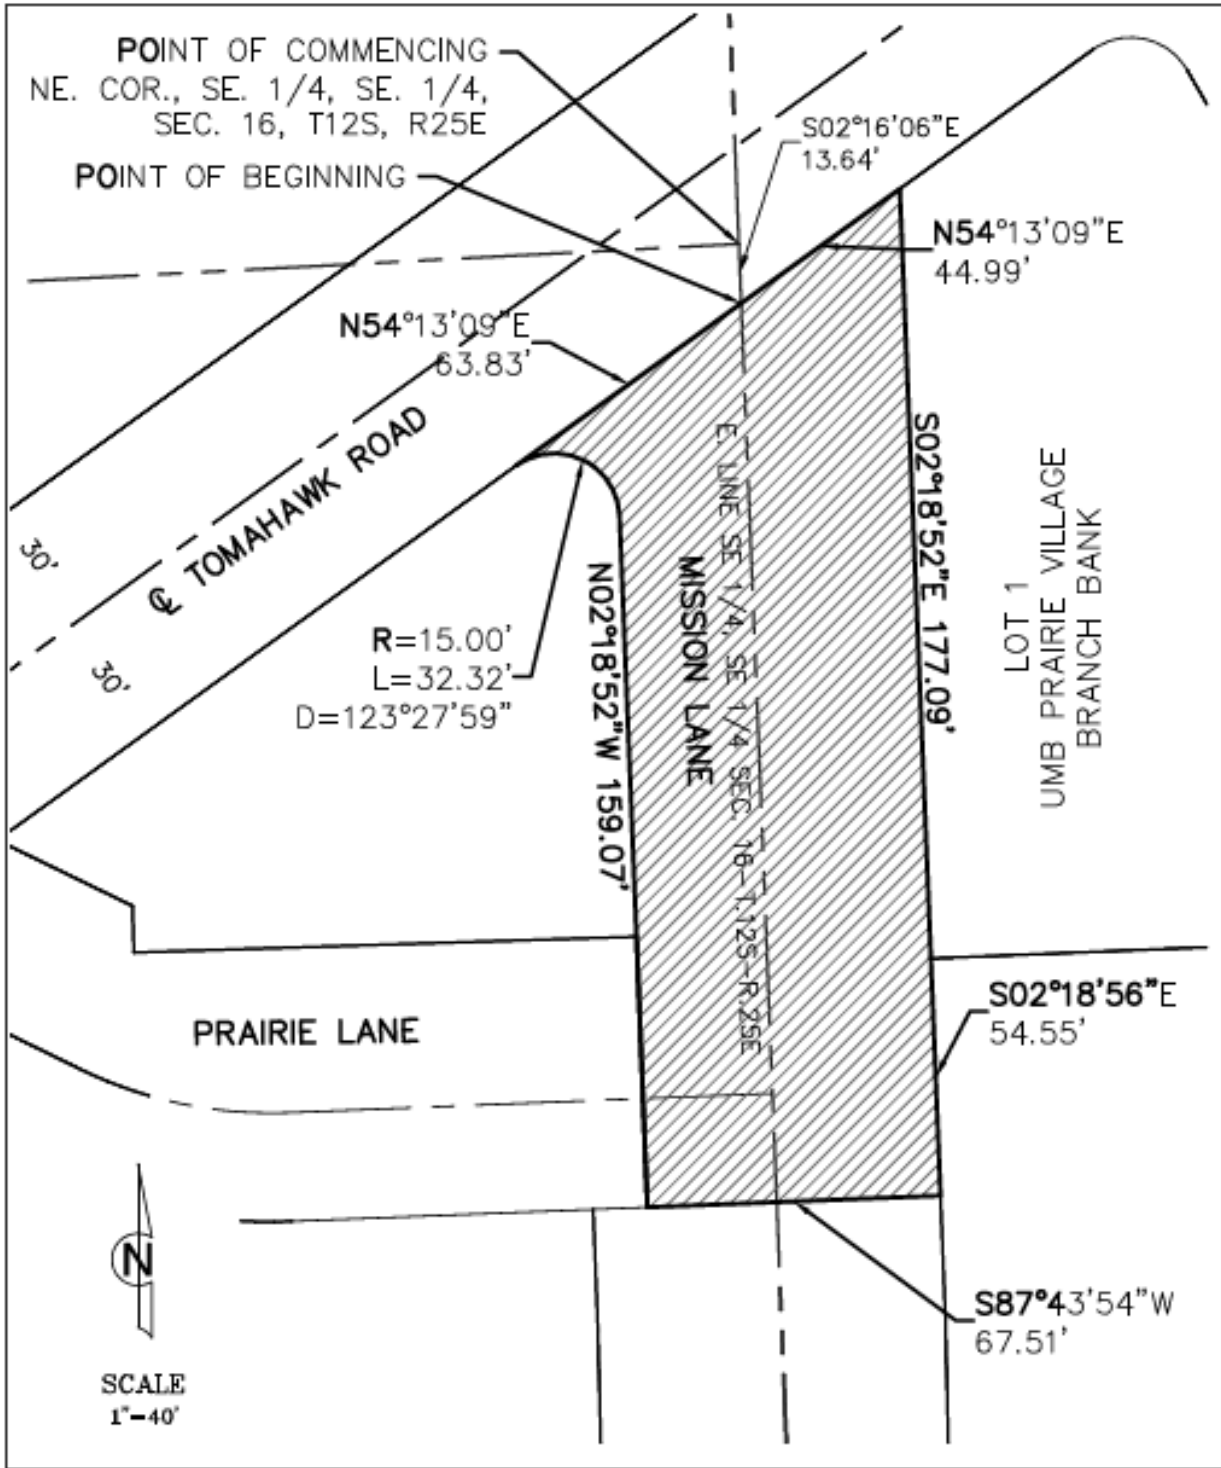 POINT OF COMMENCING
NE. COR., SE. 1/4, SE. 1/4,
SEC. 16, T12S, R25E
POINT OF BEGINNING
S02°16'06"E
13.64'
N54°13'09"E
44.99'
N54°13'09"E
63.83'
℄ TOMAHAWK ROAD
30'
30'
R=15.00'
L=32.32'
D=123°27'59"
N02°18'52"W 159.07'
MISSION LANE
E. LINE SE 1/4, SE 1/4 SEC. 16-T.12S-R.25E
S02°18'52"E 177.09'
LOT 1
UMB PRAIRIE VILLAGE
BRANCH BANK
PRAIRIE LANE
S02°18'56"E
54.55'
S87°43'54"W
67.51'
N
SCALE
1"-40'